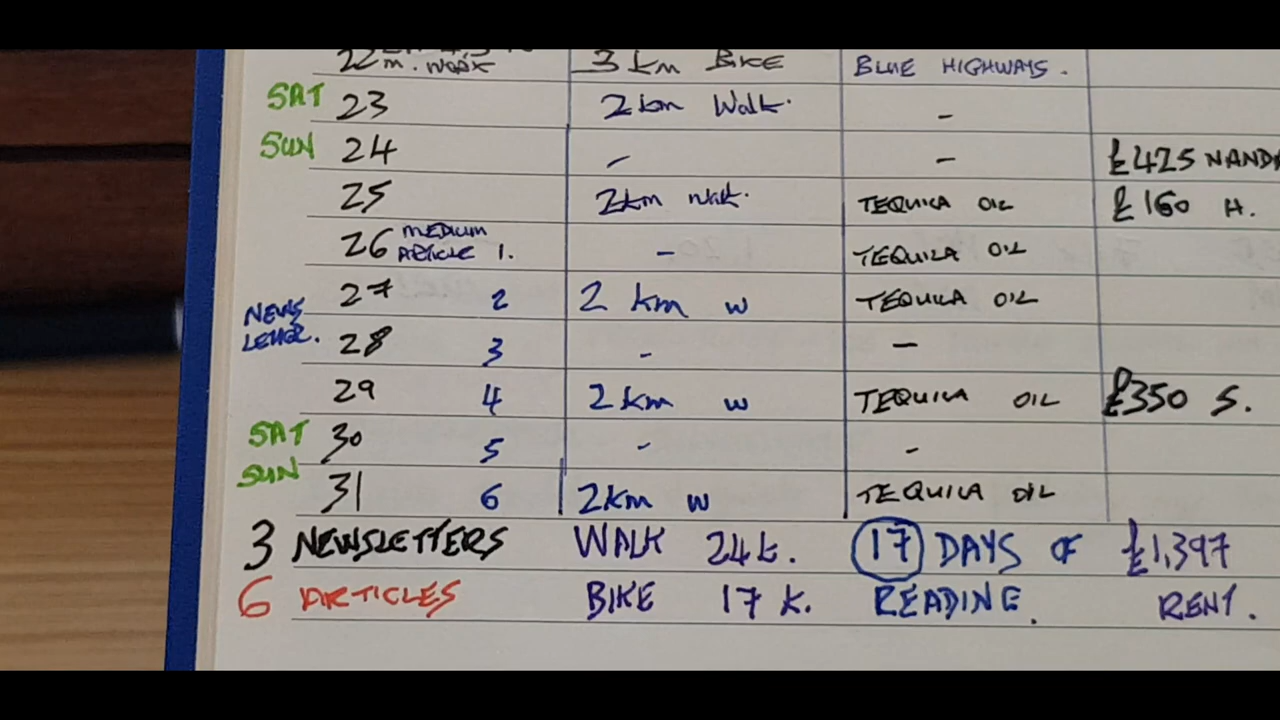 22 m. WORK 3 km BIKE BLUE HIGHWAYS.
SAT 23 2 km Walk. -
SUN 24 - - £425 NANDA
25 2km Walk. TEQUILA OIL £160 H.
26 MEDIUM ARTICLE 1. - TEQUILA OIL
27 2 2 km w TEQUILA OIL
NEWS
LETTER. 28 3 - -
29 4 2 km w TEQUILA OIL £350 S.
SAT 30 5 - -
SUN 31 6 2km w TEQUILA OIL
3 NEWSLETTERS WALK 24k. 17 DAYS OF £1,397
6 ARTICLES BIKE 17 K. READING. RENT.